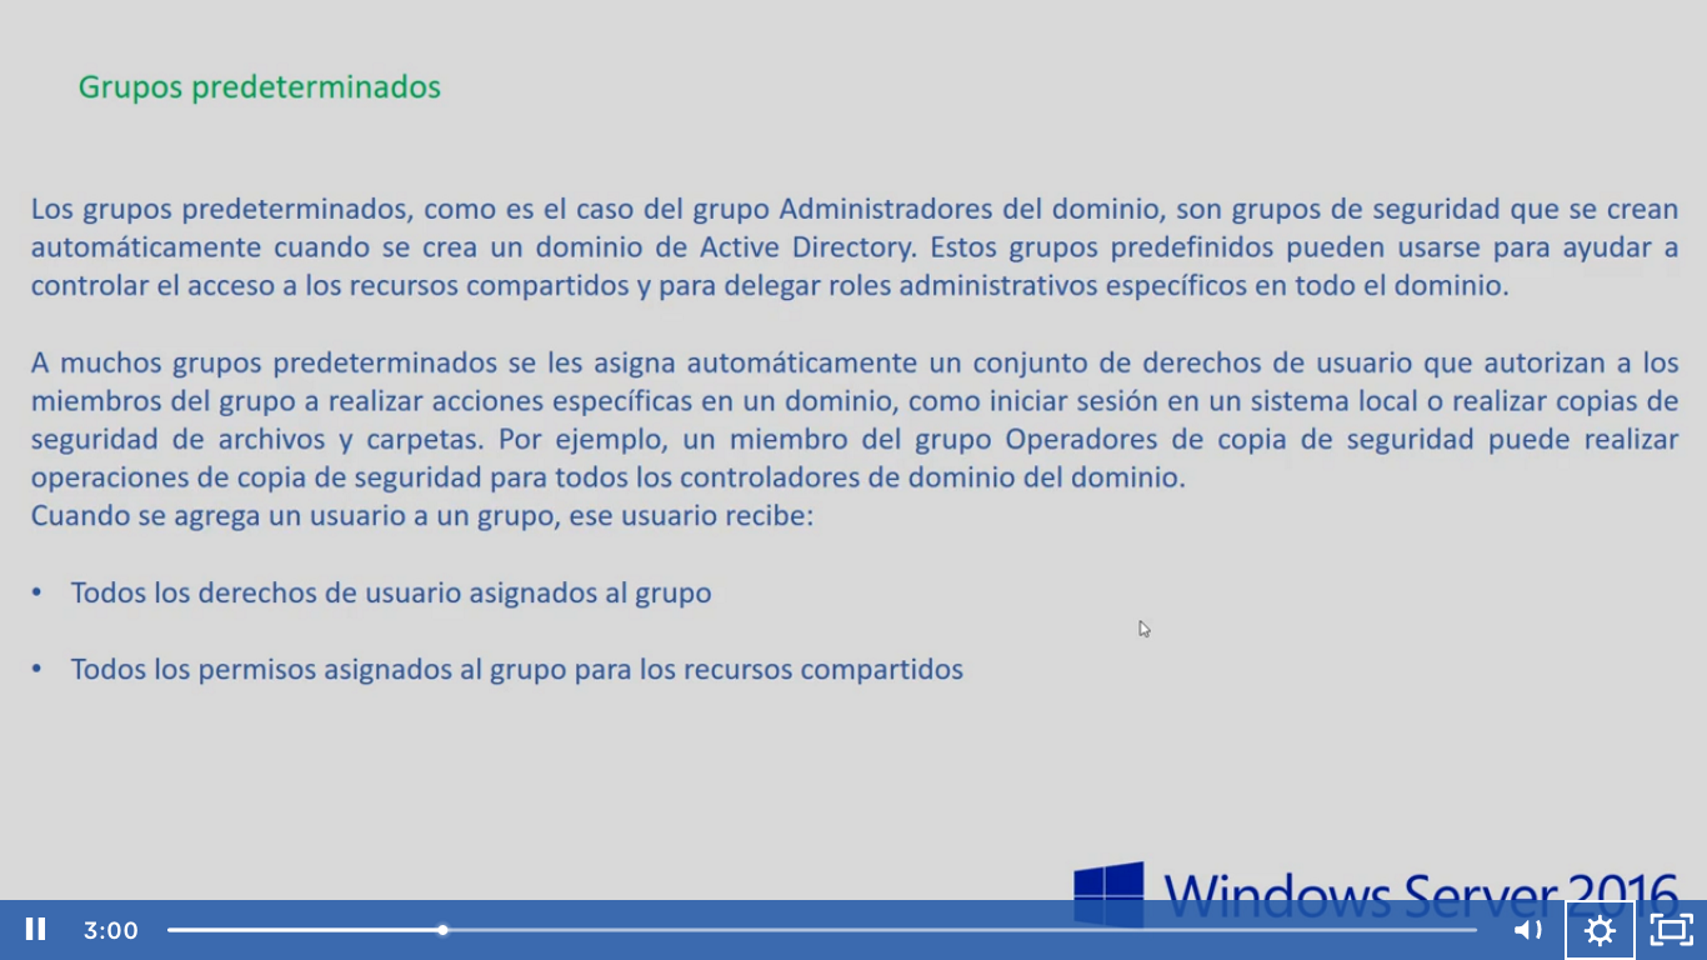 Grupos predeterminados
Los grupos predeterminados, como es el caso del grupo Administradores del dominio, son grupos de seguridad que se crean
automáticamente cuando se crea un dominio de Active Directory. Estos grupos predefinidos pueden usarse para ayudar a
controlar el acceso a los recursos compartidos y para delegar roles administrativos específicos en todo el dominio.
A muchos grupos predeterminados se les asigna automáticamente un conjunto de derechos de usuario que autorizan a los
miembros del grupo a realizar acciones específicas en un dominio, como iniciar sesión en un sistema local o realizar copias de
seguridad de archivos y carpetas. Por ejemplo, un miembro del grupo Operadores de copia de seguridad puede realizar
operaciones de copia de seguridad para todos los controladores de dominio del dominio.
Cuando se agrega un usuario a un grupo, ese usuario recibe:
• Todos los derechos de usuario asignados al grupo
• Todos los permisos asignados al grupo para los recursos compartidos
Windows Server 2016
3:00